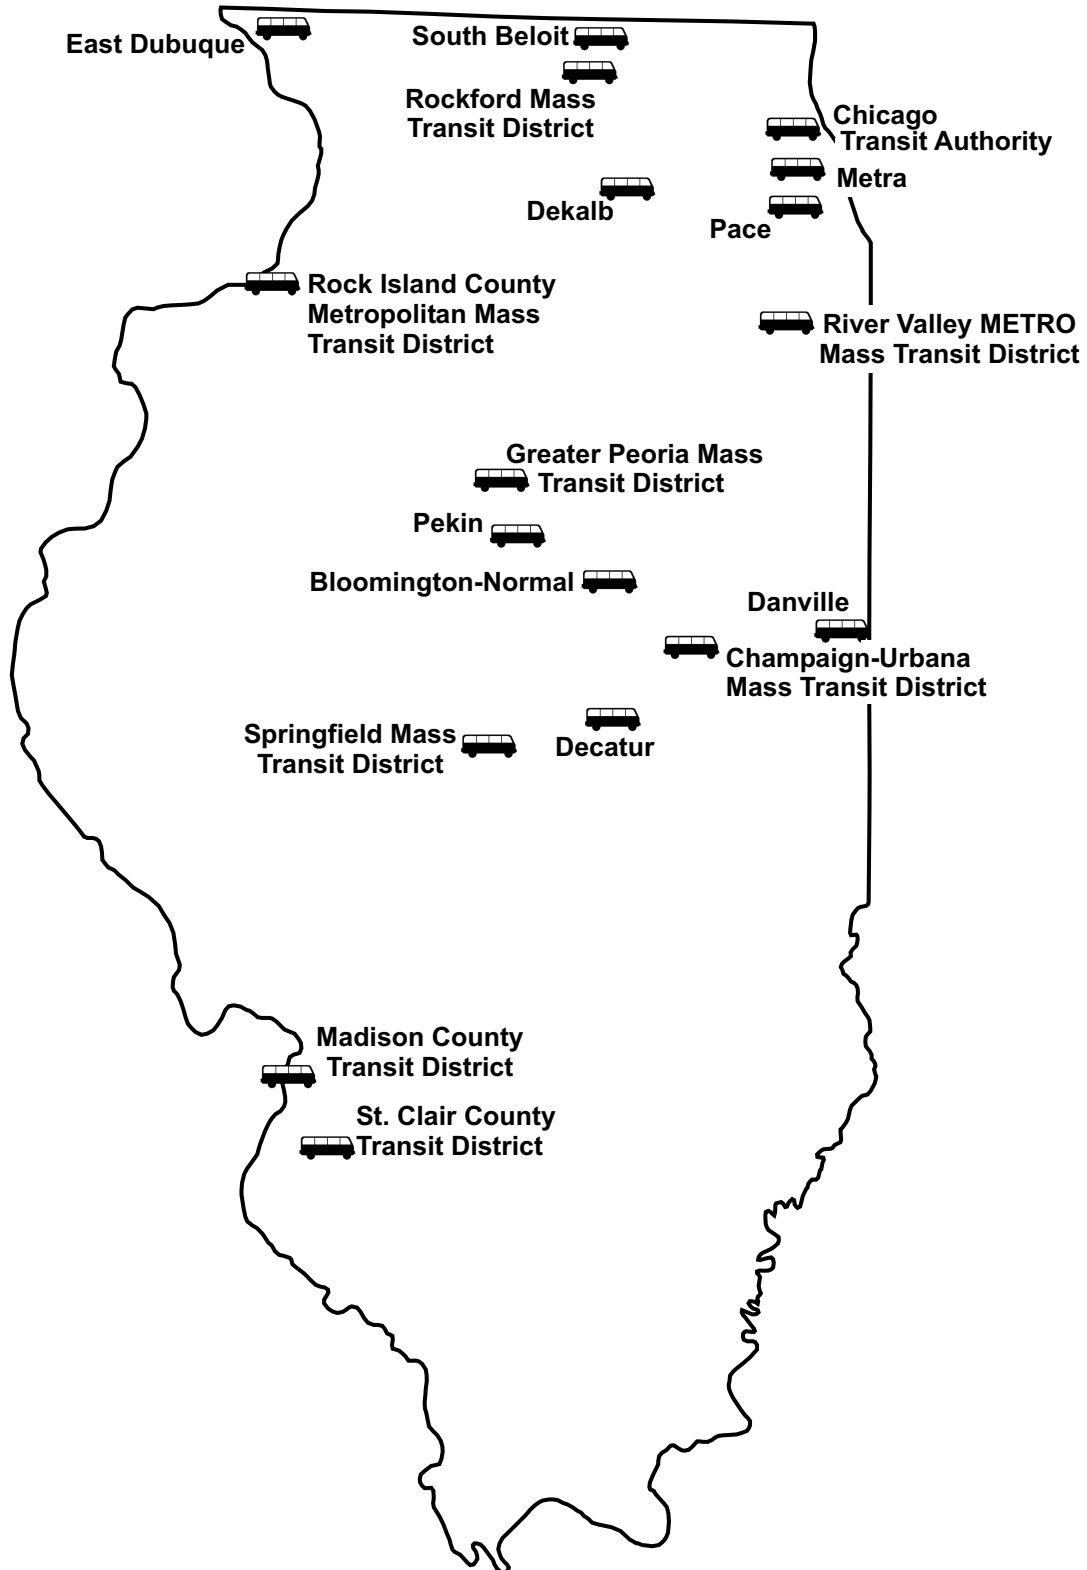 East Dubuque
South Beloit
Rockford Mass
Transit District
Chicago
Transit Authority
Metra
Dekalb
Pace
Rock Island County
Metropolitan Mass
Transit District
River Valley METRO
Mass Transit District
Greater Peoria Mass
Transit District
Pekin
Bloomington-Normal
Danville
Champaign-Urbana
Mass Transit District
Springfield Mass
Transit District
Decatur
Madison County
Transit District
St. Clair County
Transit District